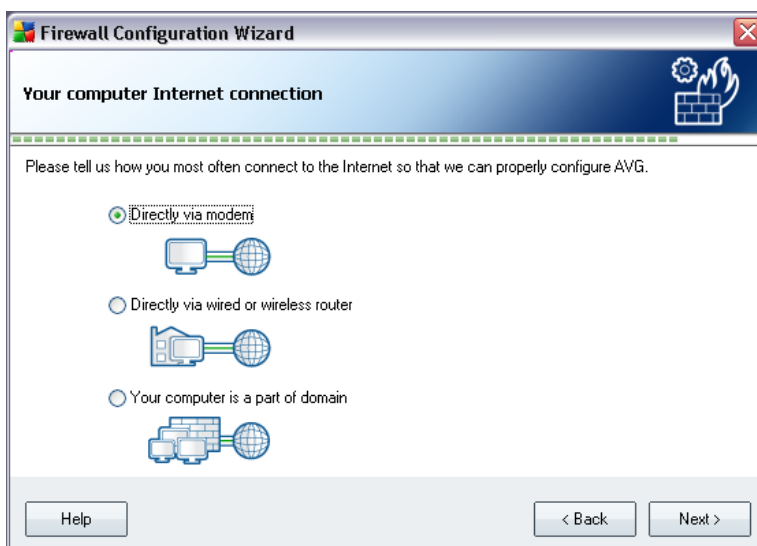 Firewall Configuration Wizard
Your computer Internet connection
Please tell us how you most often connect to the Internet so that we can properly configure AVG.
Directly via modem
Directly via wired or wireless router
Your computer is a part of domain
Help
< Back
Next >